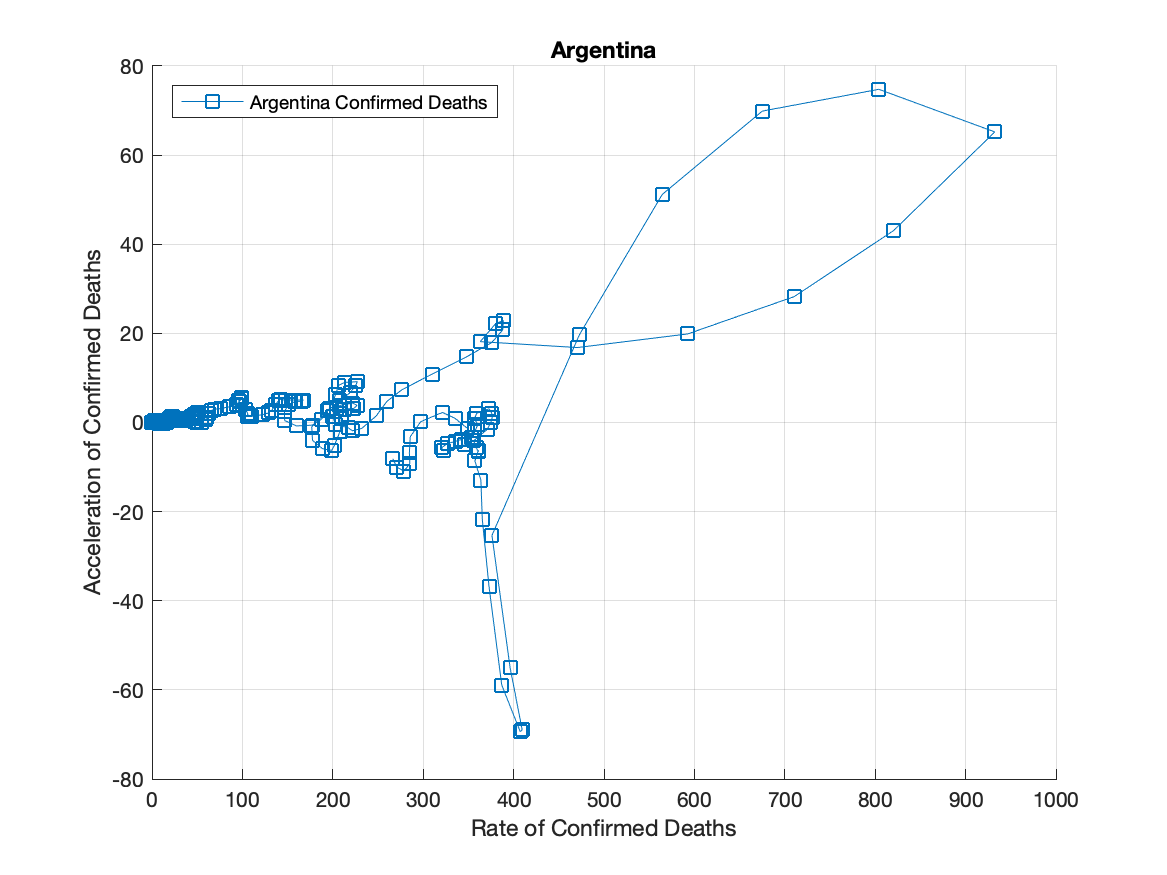 Argentina
Argentina Confirmed Deaths
80
60
40
20
0
-20
-40
-60
-80
Acceleration of Confirmed Deaths
0 100 200 300 400 500 600 700 800 900 1000
Rate of Confirmed Deaths